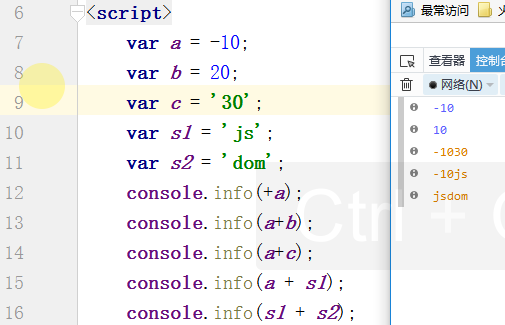 6 <script>
7 var a = -10;
8 var b = 20;
9 var c = '30';
10 var s1 = 'js';
11 var s2 = 'dom';
12 console.info(+a);
13 console.info(a+b);
14 console.info(a+c);
15 console.info(a + s1);
16 console.info(s1 + s2);
Ctrl +
最常访问
查看器 控制台
网络(N)
-10
10
-1030
-10js
jsdom